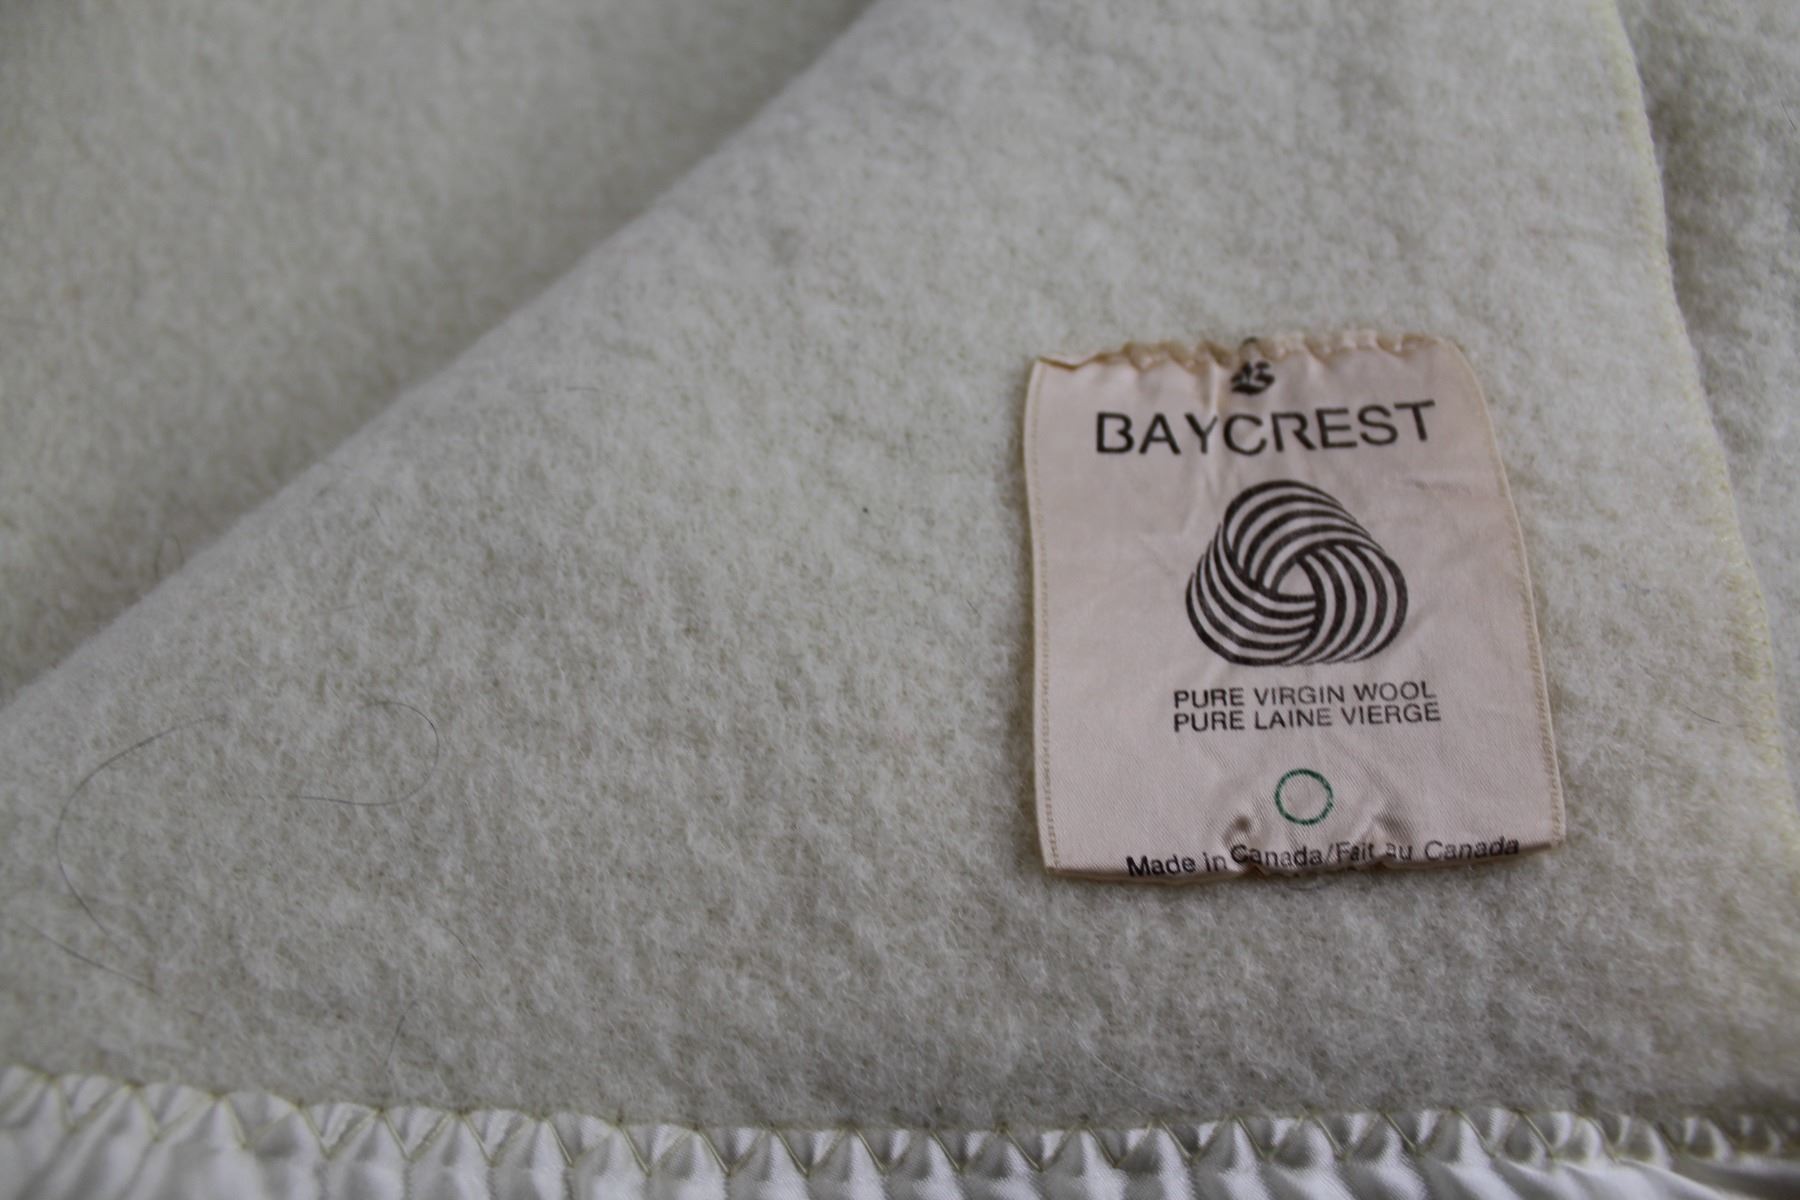 BAYCREST
PURE VIRGIN WOOL
PURE LAINE VIERGE
Made in Canada/Fait au Canada